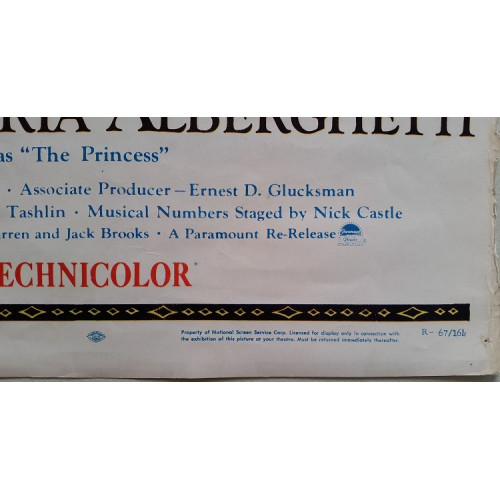 RIA ALBERGHETTI
as "The Princess"
· Associate Producer — Ernest D. Glucksman
Tashlin · Musical Numbers Staged by Nick Castle
rren and Jack Brooks · A Paramount Re-Release
Paramount
TECHNICOLOR®
Property of National Screen Service Corp. Licensed for display only in connection with
the exhibition of this picture at your theatre. Must be returned immediately thereafter.
R - 67/16b